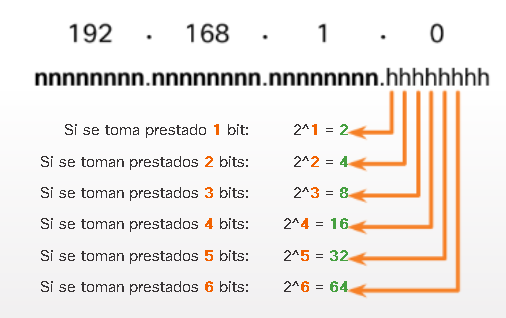 192 . 168 . 1 . 0
nnnnnnnn.nnnnnnnn.nnnnnnnn.hhhhhhhh
Si se toma prestado 1 bit: 2^1 = 2
Si se toman prestados 2 bits: 2^2 = 4
Si se toman prestados 3 bits: 2^3 = 8
Si se toman prestados 4 bits: 2^4 = 16
Si se toman prestados 5 bits: 2^5 = 32
Si se toman prestados 6 bits: 2^6 = 64